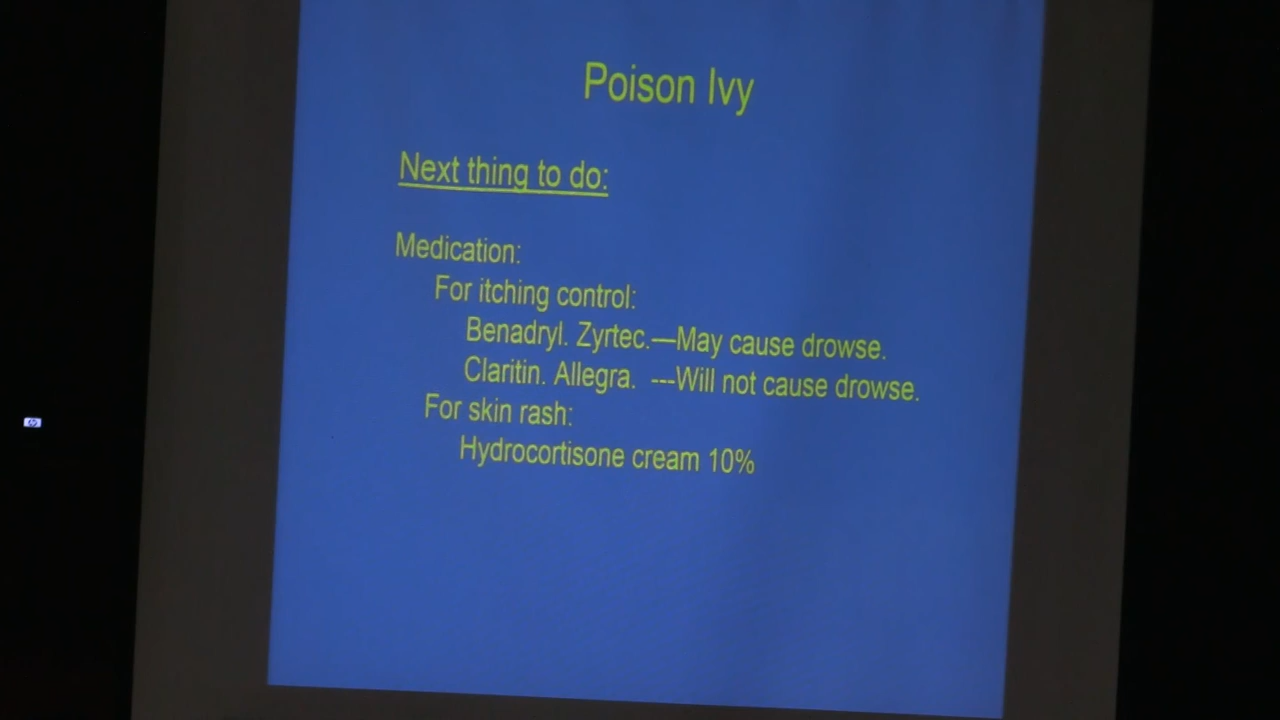 Poison Ivy
Next thing to do:
Medication:
For itching control:
Benadryl. Zyrtec.—May cause drowse.
Claritin. Allegra. ---Will not cause drowse.
For skin rash:
Hydrocortisone cream 10%
hp